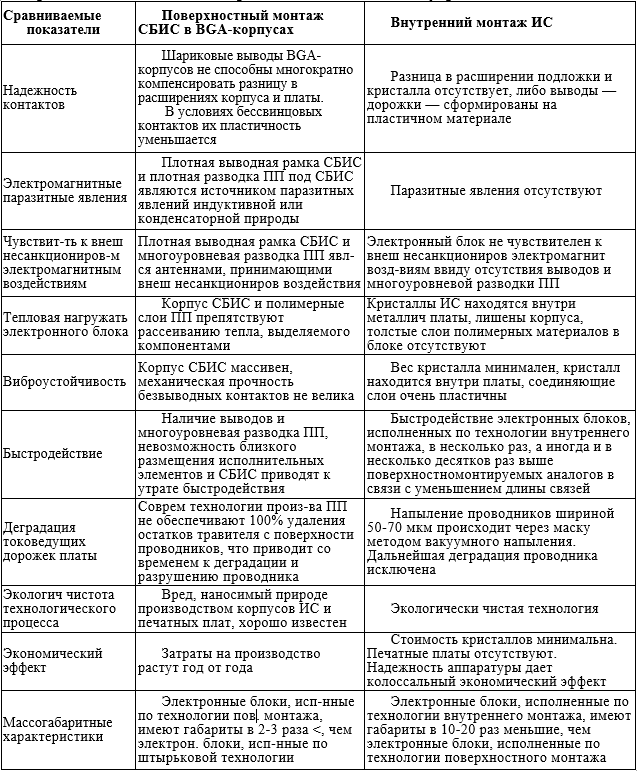 Сравниваемые показатели
Поверхностный монтаж
СБИС в BGA-корпусах
Внутренний монтаж ИС
Надежность
контактов
Шариковые выводы BGA-
корпусов не способны многократно
компенсировать разницу в
расширениях корпуса и платы.
В условиях бессвинцовых
контактов их пластичность
уменьшается
Разница в расширении подложки и
кристалла отсутствует, либо выводы —
дорожки — сформированы на
пластичном материале
Электромагнитные
паразитные явления
Плотная выводная рамка СБИС
и плотная разводка ПП под СБИС
являются источником паразитных
явлений индуктивной или
конденсаторной природы
Паразитные явления отсутствуют
Чувствит-ть к внеш
несанкциониров-м
электромагнитным
воздействиям
Плотная выводная рамка СБИС и
многоуровневая разводка ПП явл-
ся антеннами, принимающими
внеш несанкциониров воздействия
Электронный блок не чувствителен к
внеш несанкциониров электромагнит
возд-виям ввиду отсутствия выводов и
многоуровневой разводки ПП
Тепловая нагружать
электронного блока
Корпус СБИС и полимерные
слои ПП препятствуют
рассеиванию тепла, выделяемого
компонентами
Кристаллы ИС находятся внутри
металлич платы, лишены корпуса,
толстые слои полимерных материалов в
блоке отсутствуют
Виброустойчивость
Корпус СБИС массивен,
механическая прочность
безвыводных контактов не велика
Вес кристалла минимален, кристалл
находится внутри платы, соединяющие
слои очень пластичны
Быстродействие
Наличие выводов и
многоуровневая разводка ПП,
невозможность близкого
размещения исполнительных
элементов и СБИС приводят к
утрате быстродействия
Быстродействие электронных блоков,
исполненных по технологии внутреннего
монтажа, в несколько раз, а иногда и в
несколько десятков раз выше
поверхностномонтируемых аналогов в
связи с уменьшением длины связей
Деградация
токоведущих
дорожек платы
Соврем технологии произ-ва ПП
не обеспечивают 100% удаления
остатков травителя с поверхности
проводников, что приводит со
временем к деградации и
разрушению проводника
Напыление проводников шириной
50-70 мкм происходит через маску
методом вакуумного напыления.
Дальнейшая деградация проводника
исключена
Экологич чистота
технологического
процесса
Вред, наносимый природе
производством корпусов ИС и
печатных плат, хорошо известен
Экологически чистая технология
Экономический
эффект
Затраты на производство
растут год от года
Стоимость кристаллов минимальна.
Печатные платы отсутствуют.
Надежность аппаратуры дает
колоссальный экономический эффект
Массогабаритные
характеристики
Электронные блоки, исп-нные
по технологии пов. монтажа,
имеют габариты в 2-3 раза <, чем
электрон. блоки, исп-нные по
штырьковой технологии
Электронные блоки, исполненные по
технологии внутреннего монтажа, имеют
габариты в 10-20 раз меньшие, чем
электронные блоки, исполненные по
технологии поверхностного монтажа